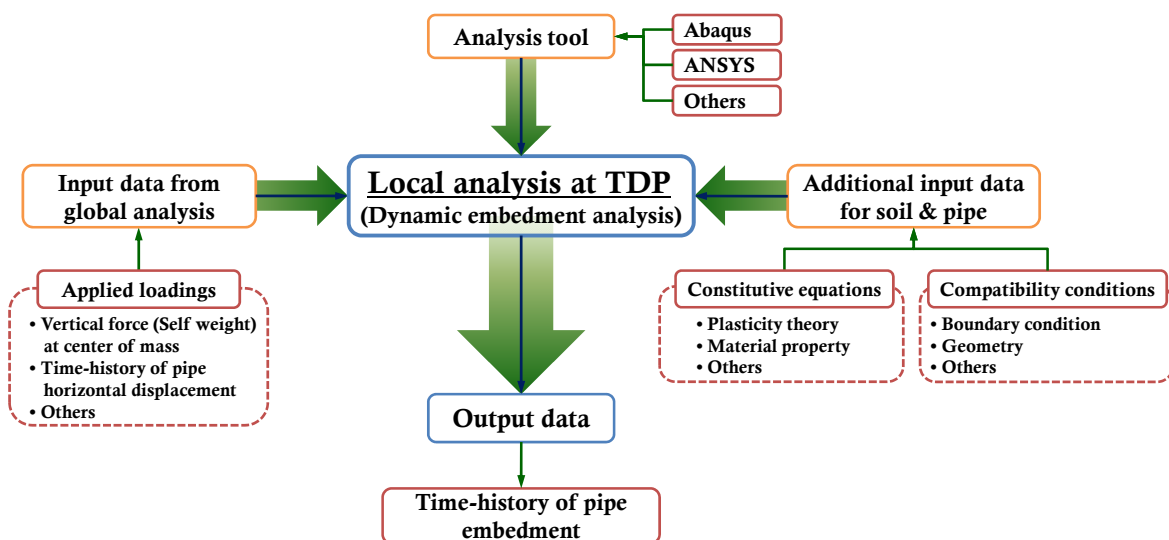 Analysis tool
Abaqus
ANSYS
Others
Input data from
global analysis
Local analysis at TDP
(Dynamic embedment analysis)
Additional input data
for soil & pipe
Applied loadings
• Vertical force (Self weight)
at center of mass
• Time-history of pipe
horizontal displacement
• Others
Constitutive equations
• Plasticity theory
• Material property
• Others
Compatibility conditions
• Boundary condition
• Geometry
• Others
Output data
Time-history of pipe
embedment